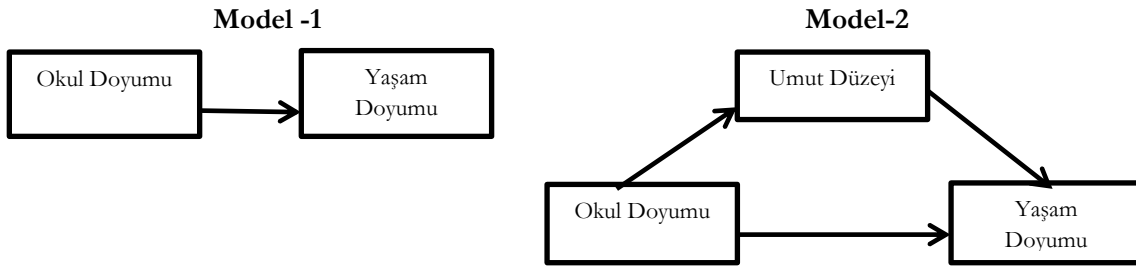 Model -1
Okul Doyumu
Yaşam
Doyumu
Model-2
Umut Düzeyi
Okul Doyumu
Yaşam
Doyumu